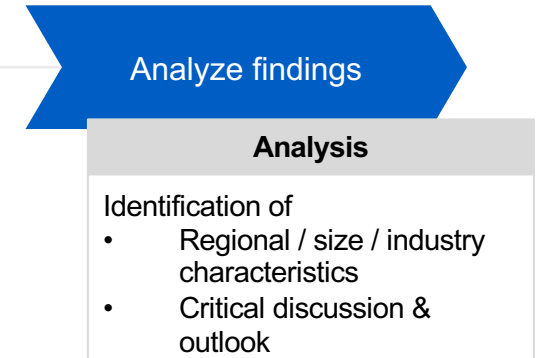 Analyze findings
Analysis
Identification of
• Regional / size / industry
characteristics
• Critical discussion &
outlook